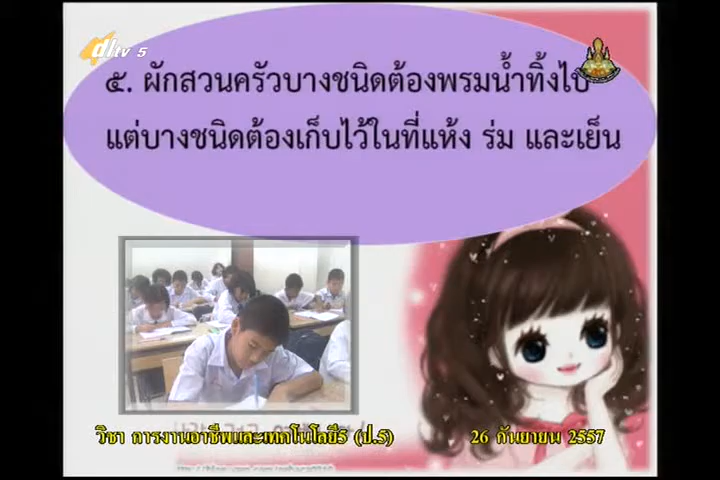 dltv 5
๕. ผักสวนครัวบางชนิดต้องพรมน้ำทิ้งไป
แต่บางชนิดต้องเก็บไว้ในที่แห้ง ร่ม และเย็น
วิชา การงานอาชีพและเทคโนโลยี5 (ป.5)
26 กันยายน 2557